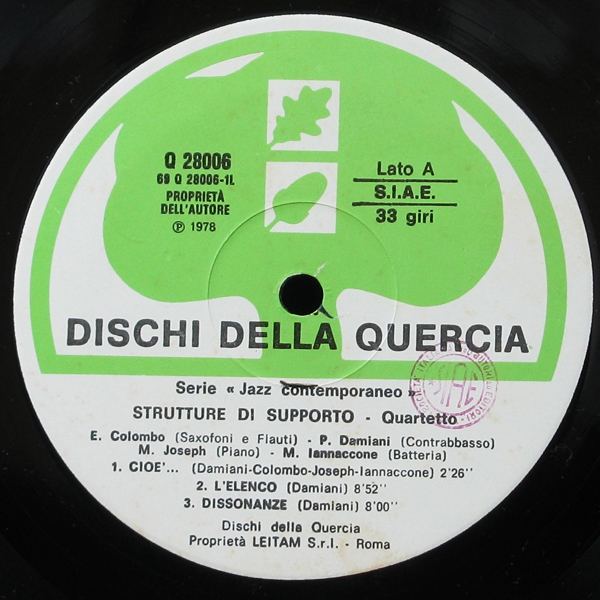 Q 28006
69 Q 28006-1L
PROPRIETÀ
DELL'AUTORE
Ⓟ 1978
Lato A
S.I.A.E.
33 giri
DISCHI DELLA QUERCIA
Serie « Jazz contemporaneo »
STRUTTURE DI SUPPORTO - Quartetto
E. Colombo (Saxofoni e Flauti) - P. Damiani (Contrabbasso)
M. Joseph (Piano) - M. Iannaccone (Batteria)
1. CIOE'... (Damiani-Colombo-Joseph-Iannaccone) 2'26''
2. L'ELENCO (Damiani) 8'52''
3. DISSONANZE (Damiani) 8'00''
Dischi della Quercia
Proprietà LEITAM S.r.l. - Roma
SIAE